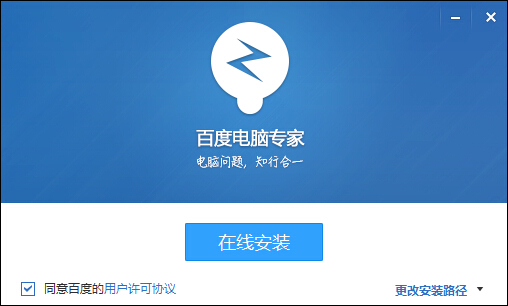 百度电脑专家
电脑问题，知行合一
在线安装
同意百度的用户许可协议
更改安装路径